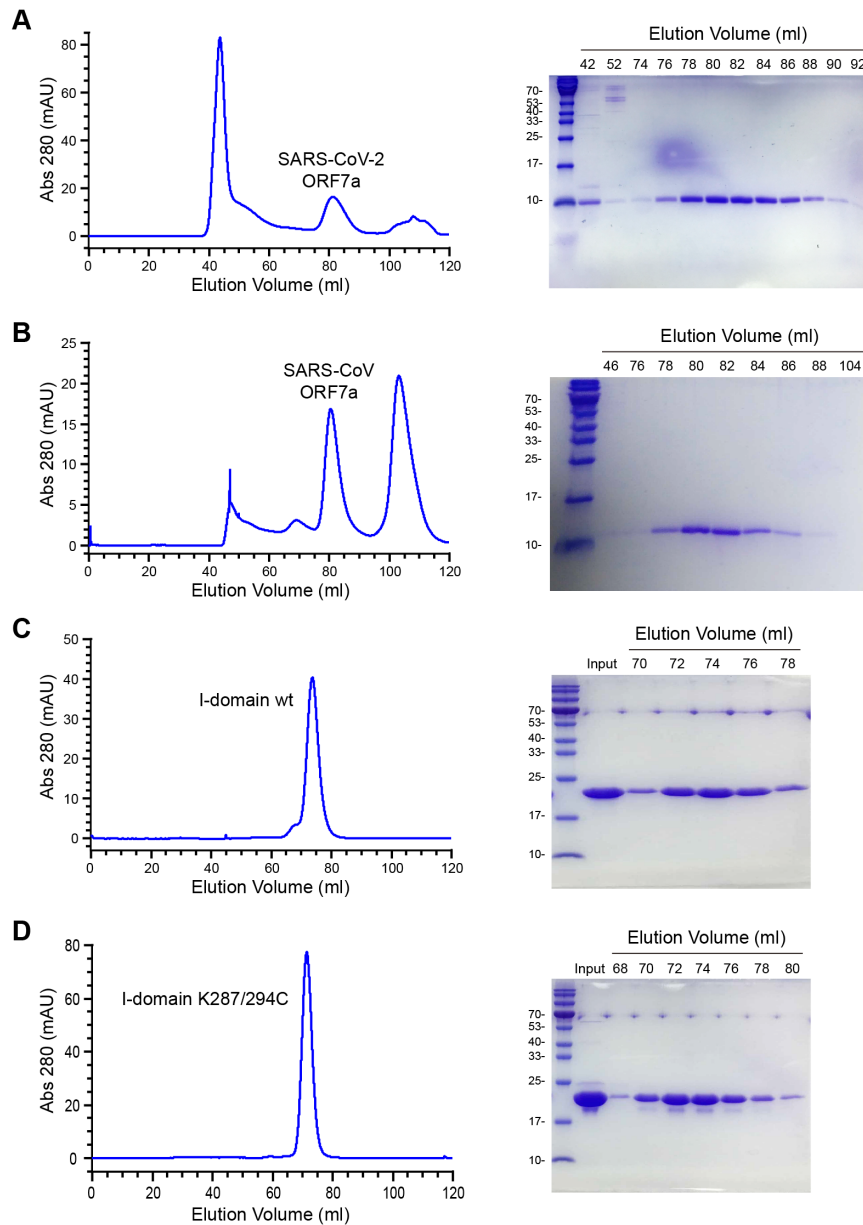 A
Abs 280 (mAU)
80
60
40
20
0
SARS-CoV-2
ORF7a
0 20 40 60 80 100 120
Elution Volume (ml)
Elution Volume (ml)
42 52 74 76 78 80 82 84 86 88 90 92
70-
53-
40-
33-
25-
17-
10-
B
Abs 280 (mAU)
25
20
15
10
5
0
SARS-CoV
ORF7a
0 20 40 60 80 100 120
Elution Volume (ml)
Elution Volume (ml)
46 76 78 80 82 84 86 88 104
70-
53-
40-
33-
25-
17-
10-
C
Abs 280 (mAU)
50
40
30
20
10
0
I-domain wt
0 20 40 60 80 100 120
Elution Volume (ml)
Elution Volume (ml)
Input 70 72 74 76 78
70-
53-
40-
33-
25-
17-
10-
D
Abs 280 (mAU)
80
60
40
20
0
I-domain K287/294C
0 20 40 60 80 100 120
Elution Volume (ml)
Elution Volume (ml)
Input 68 70 72 74 76 78 80
70-
53-
40-
33-
25-
17-
10-